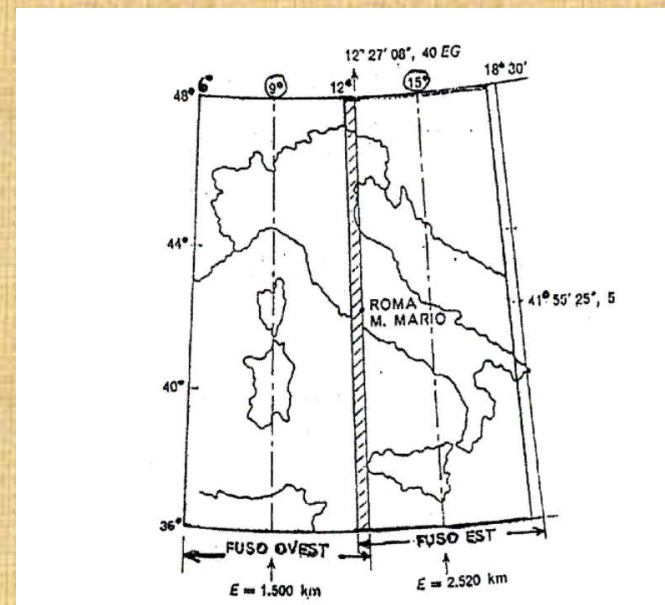 12° 27' 08", 40 EG
48° 6° 9° 12° 15° 18° 30'
44°
41° 55' 25", 5
ROMA
M. MARIO
40°
36°
FUSO OVEST FUSO EST
E = 1.500 km E = 2.520 km